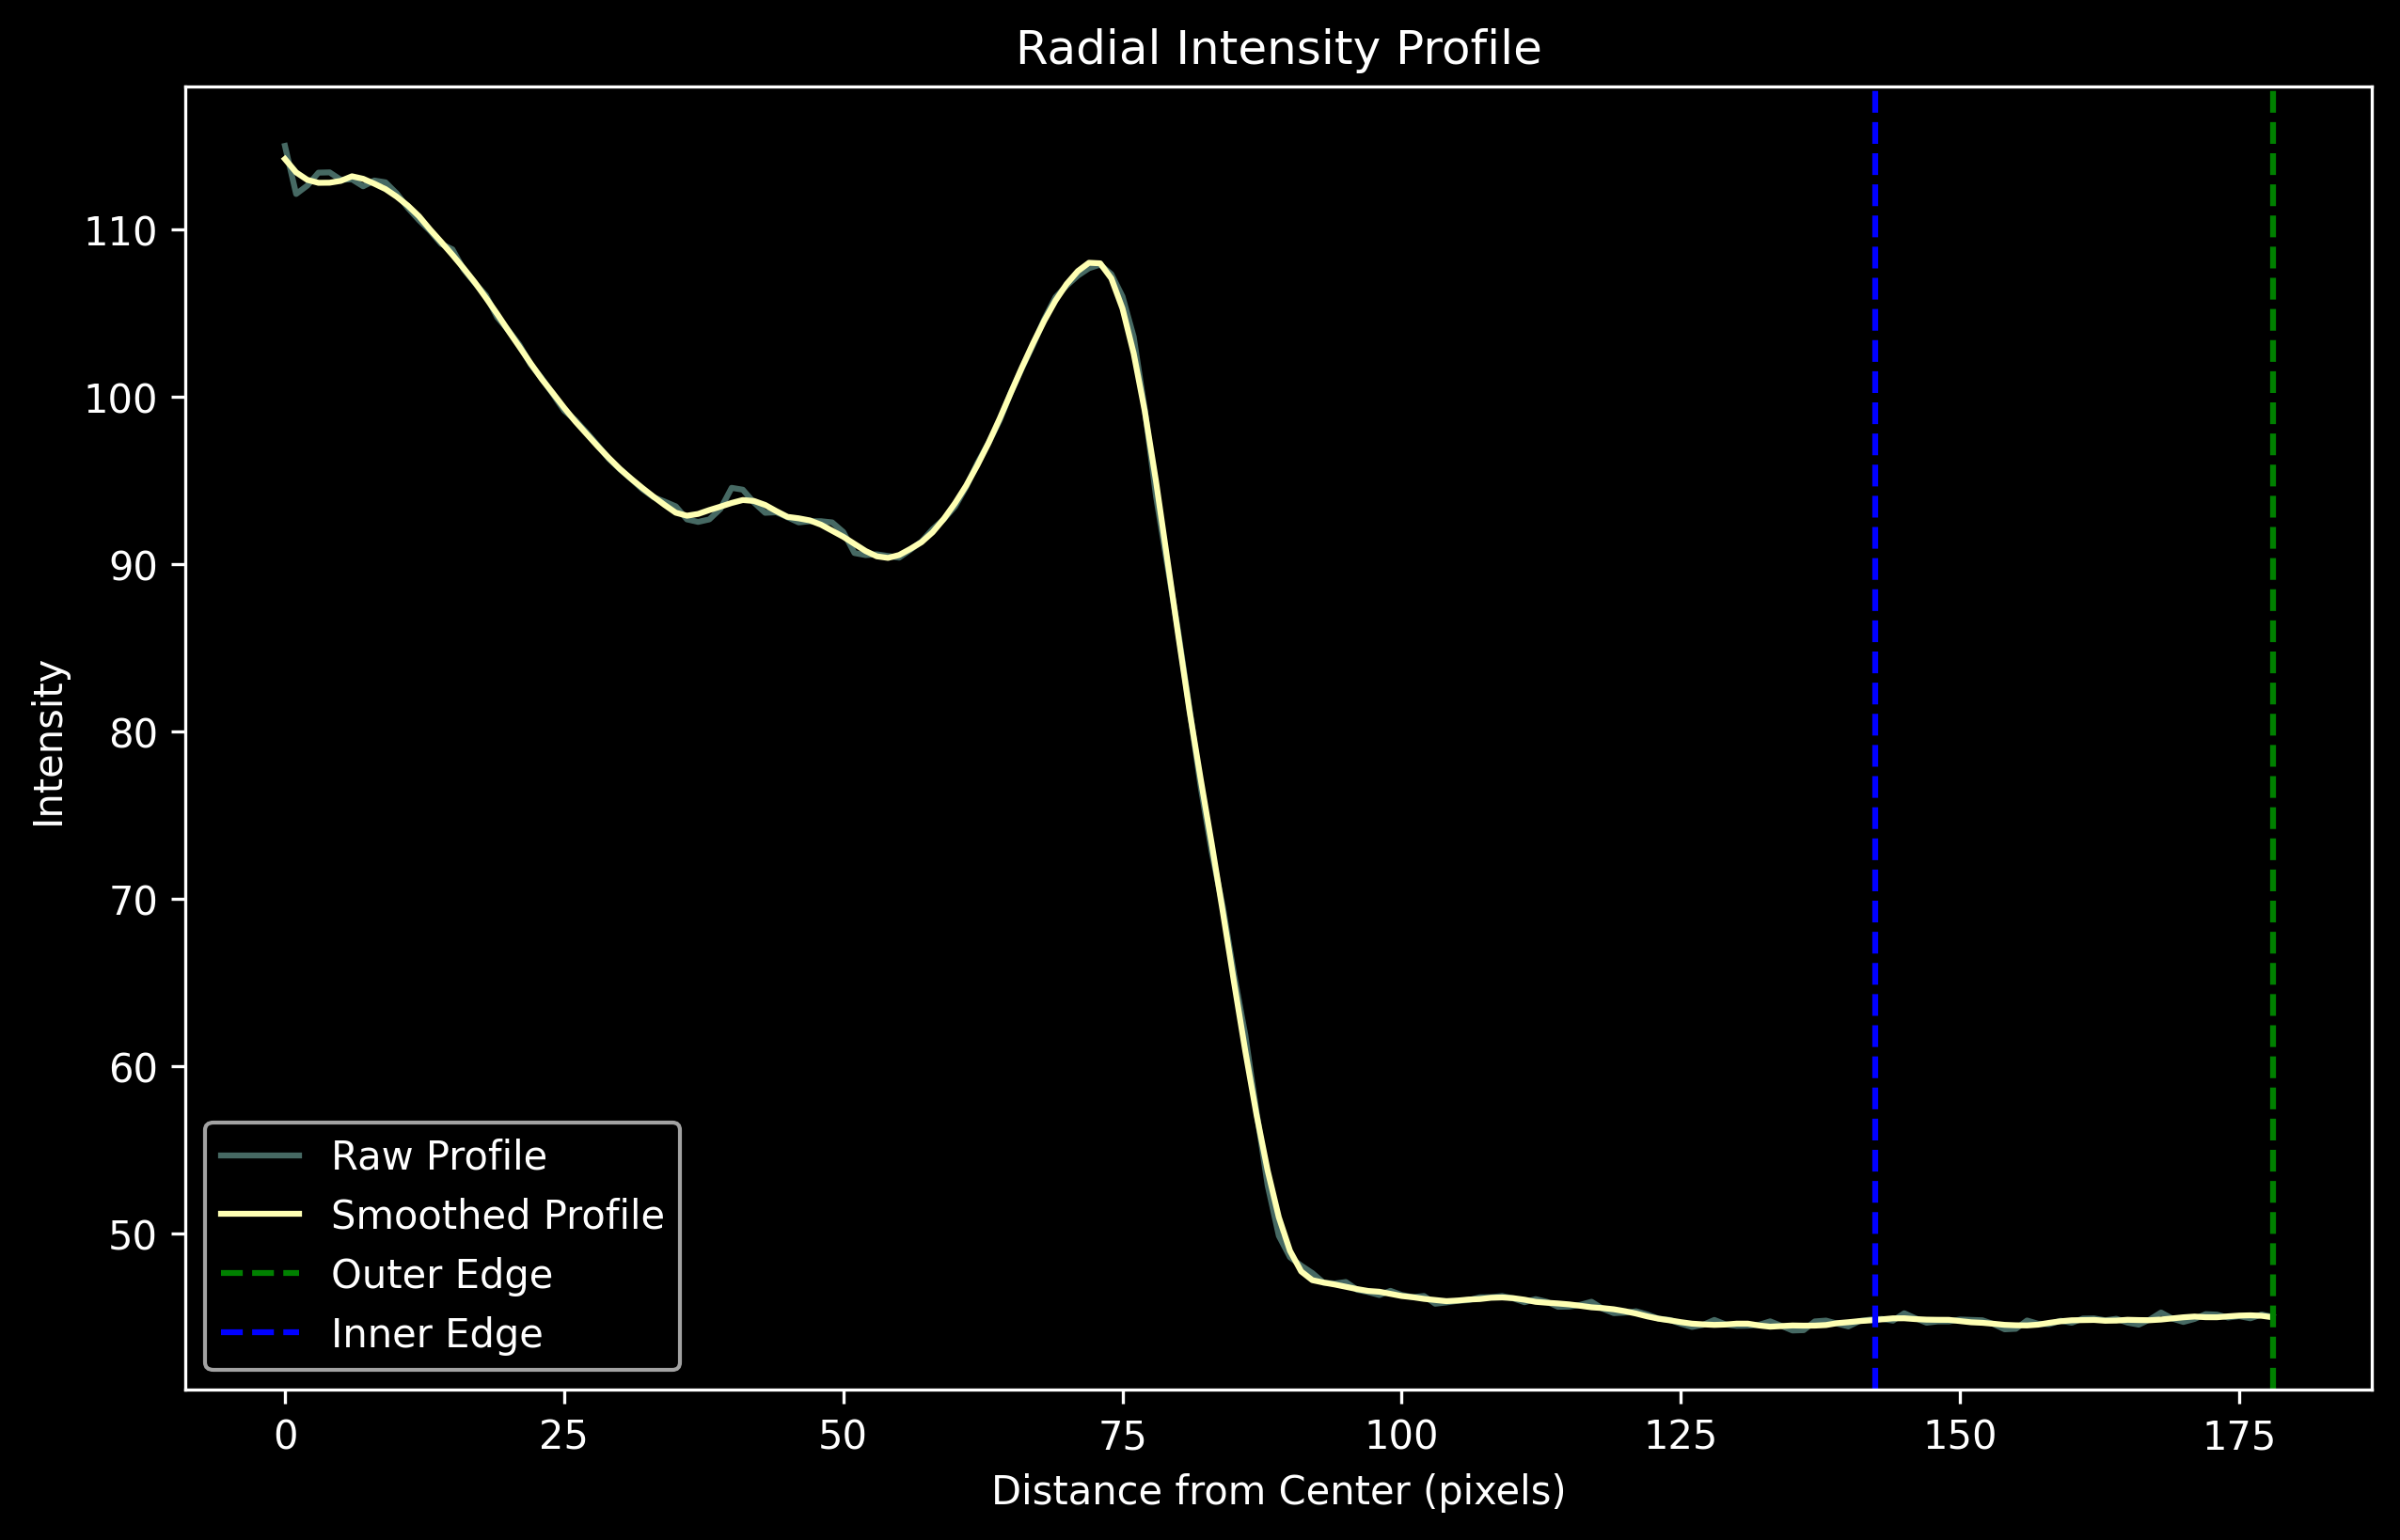 Radial Intensity Profile
110
100
90
80
70
60
50
Intensity
Raw Profile
Smoothed Profile
Outer Edge
Inner Edge
0 25 50 75 100 125 150 175
Distance from Center (pixels)